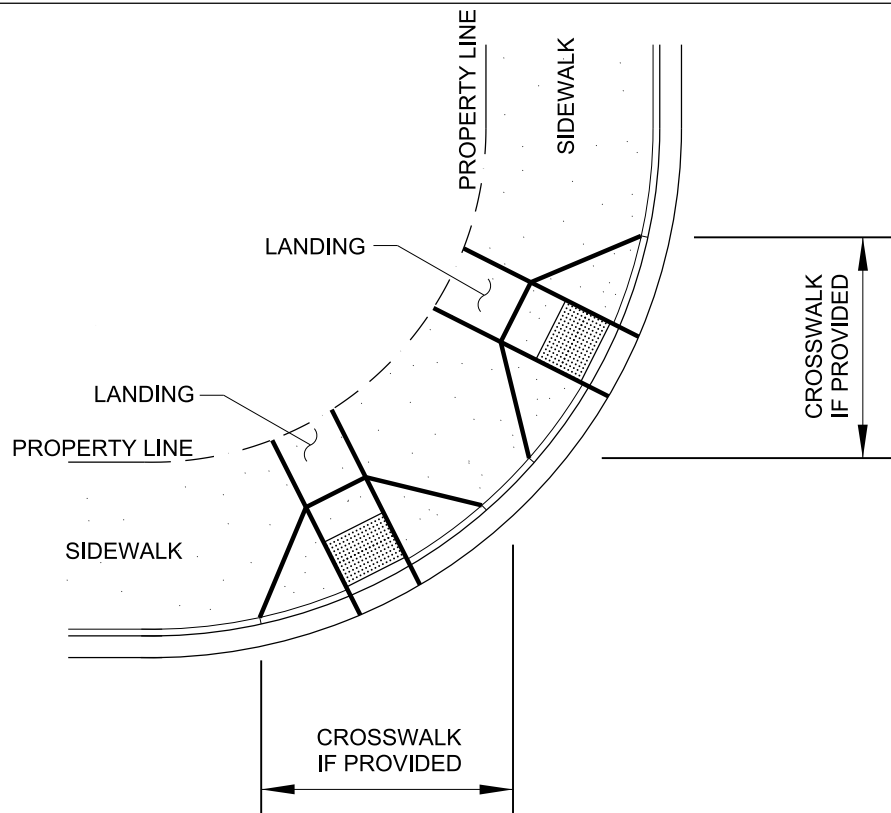 PROPERTY LINE
SIDEWALK
LANDING
CROSSWALK
IF PROVIDED
LANDING
PROPERTY LINE
SIDEWALK
CROSSWALK
IF PROVIDED